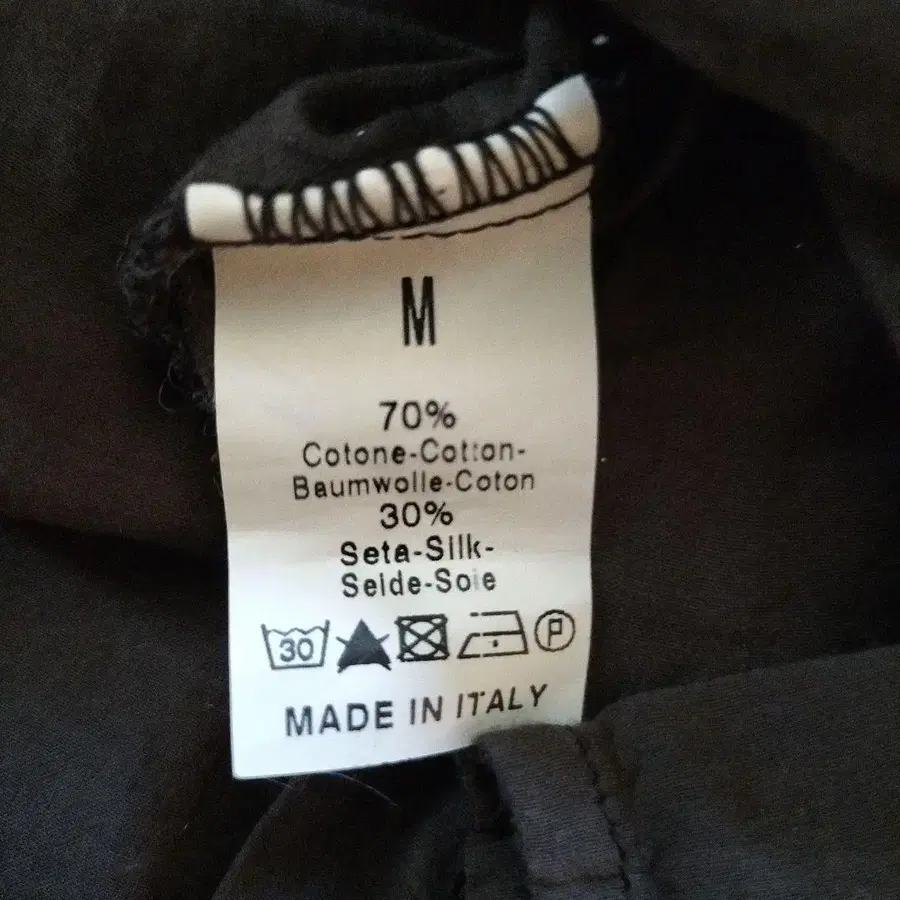 M
70%
Cotone-Cotton-
Baumwolle-Coton
30%
Seta-Silk-
Seide-Soie
30 P
MADE IN ITALY